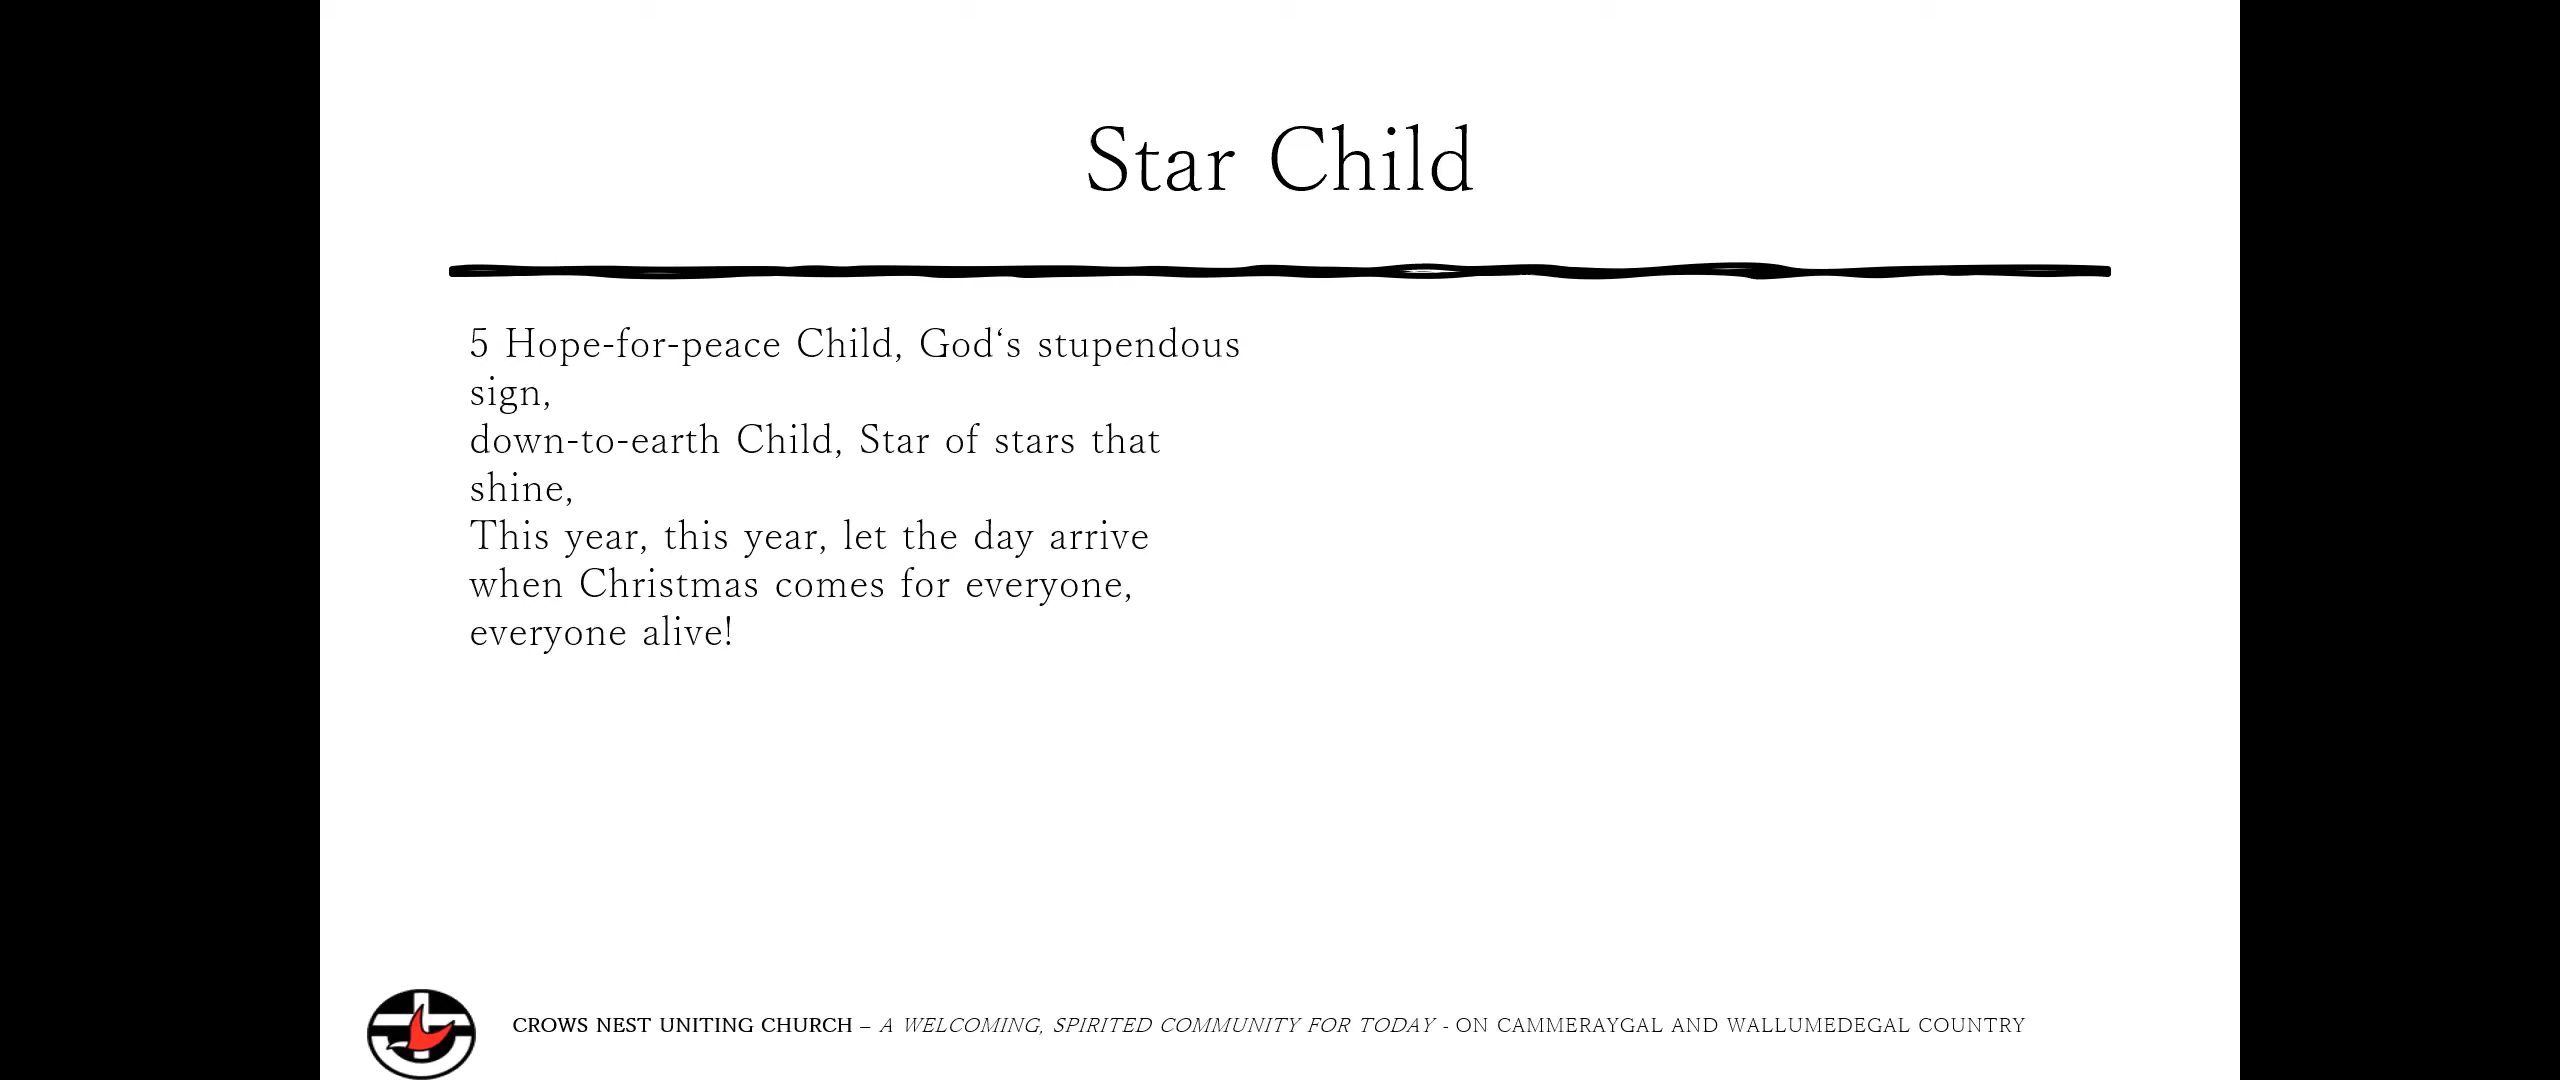 Star Child
5 Hope-for-peace Child, God‘s stupendous
sign,
down-to-earth Child, Star of stars that
shine,
This year, this year, let the day arrive
when Christmas comes for everyone,
everyone alive!
CROWS NEST UNITING CHURCH – A WELCOMING, SPIRITED COMMUNITY FOR TODAY - ON CAMMERAYGAL AND WALLUMEDEGAL COUNTRY